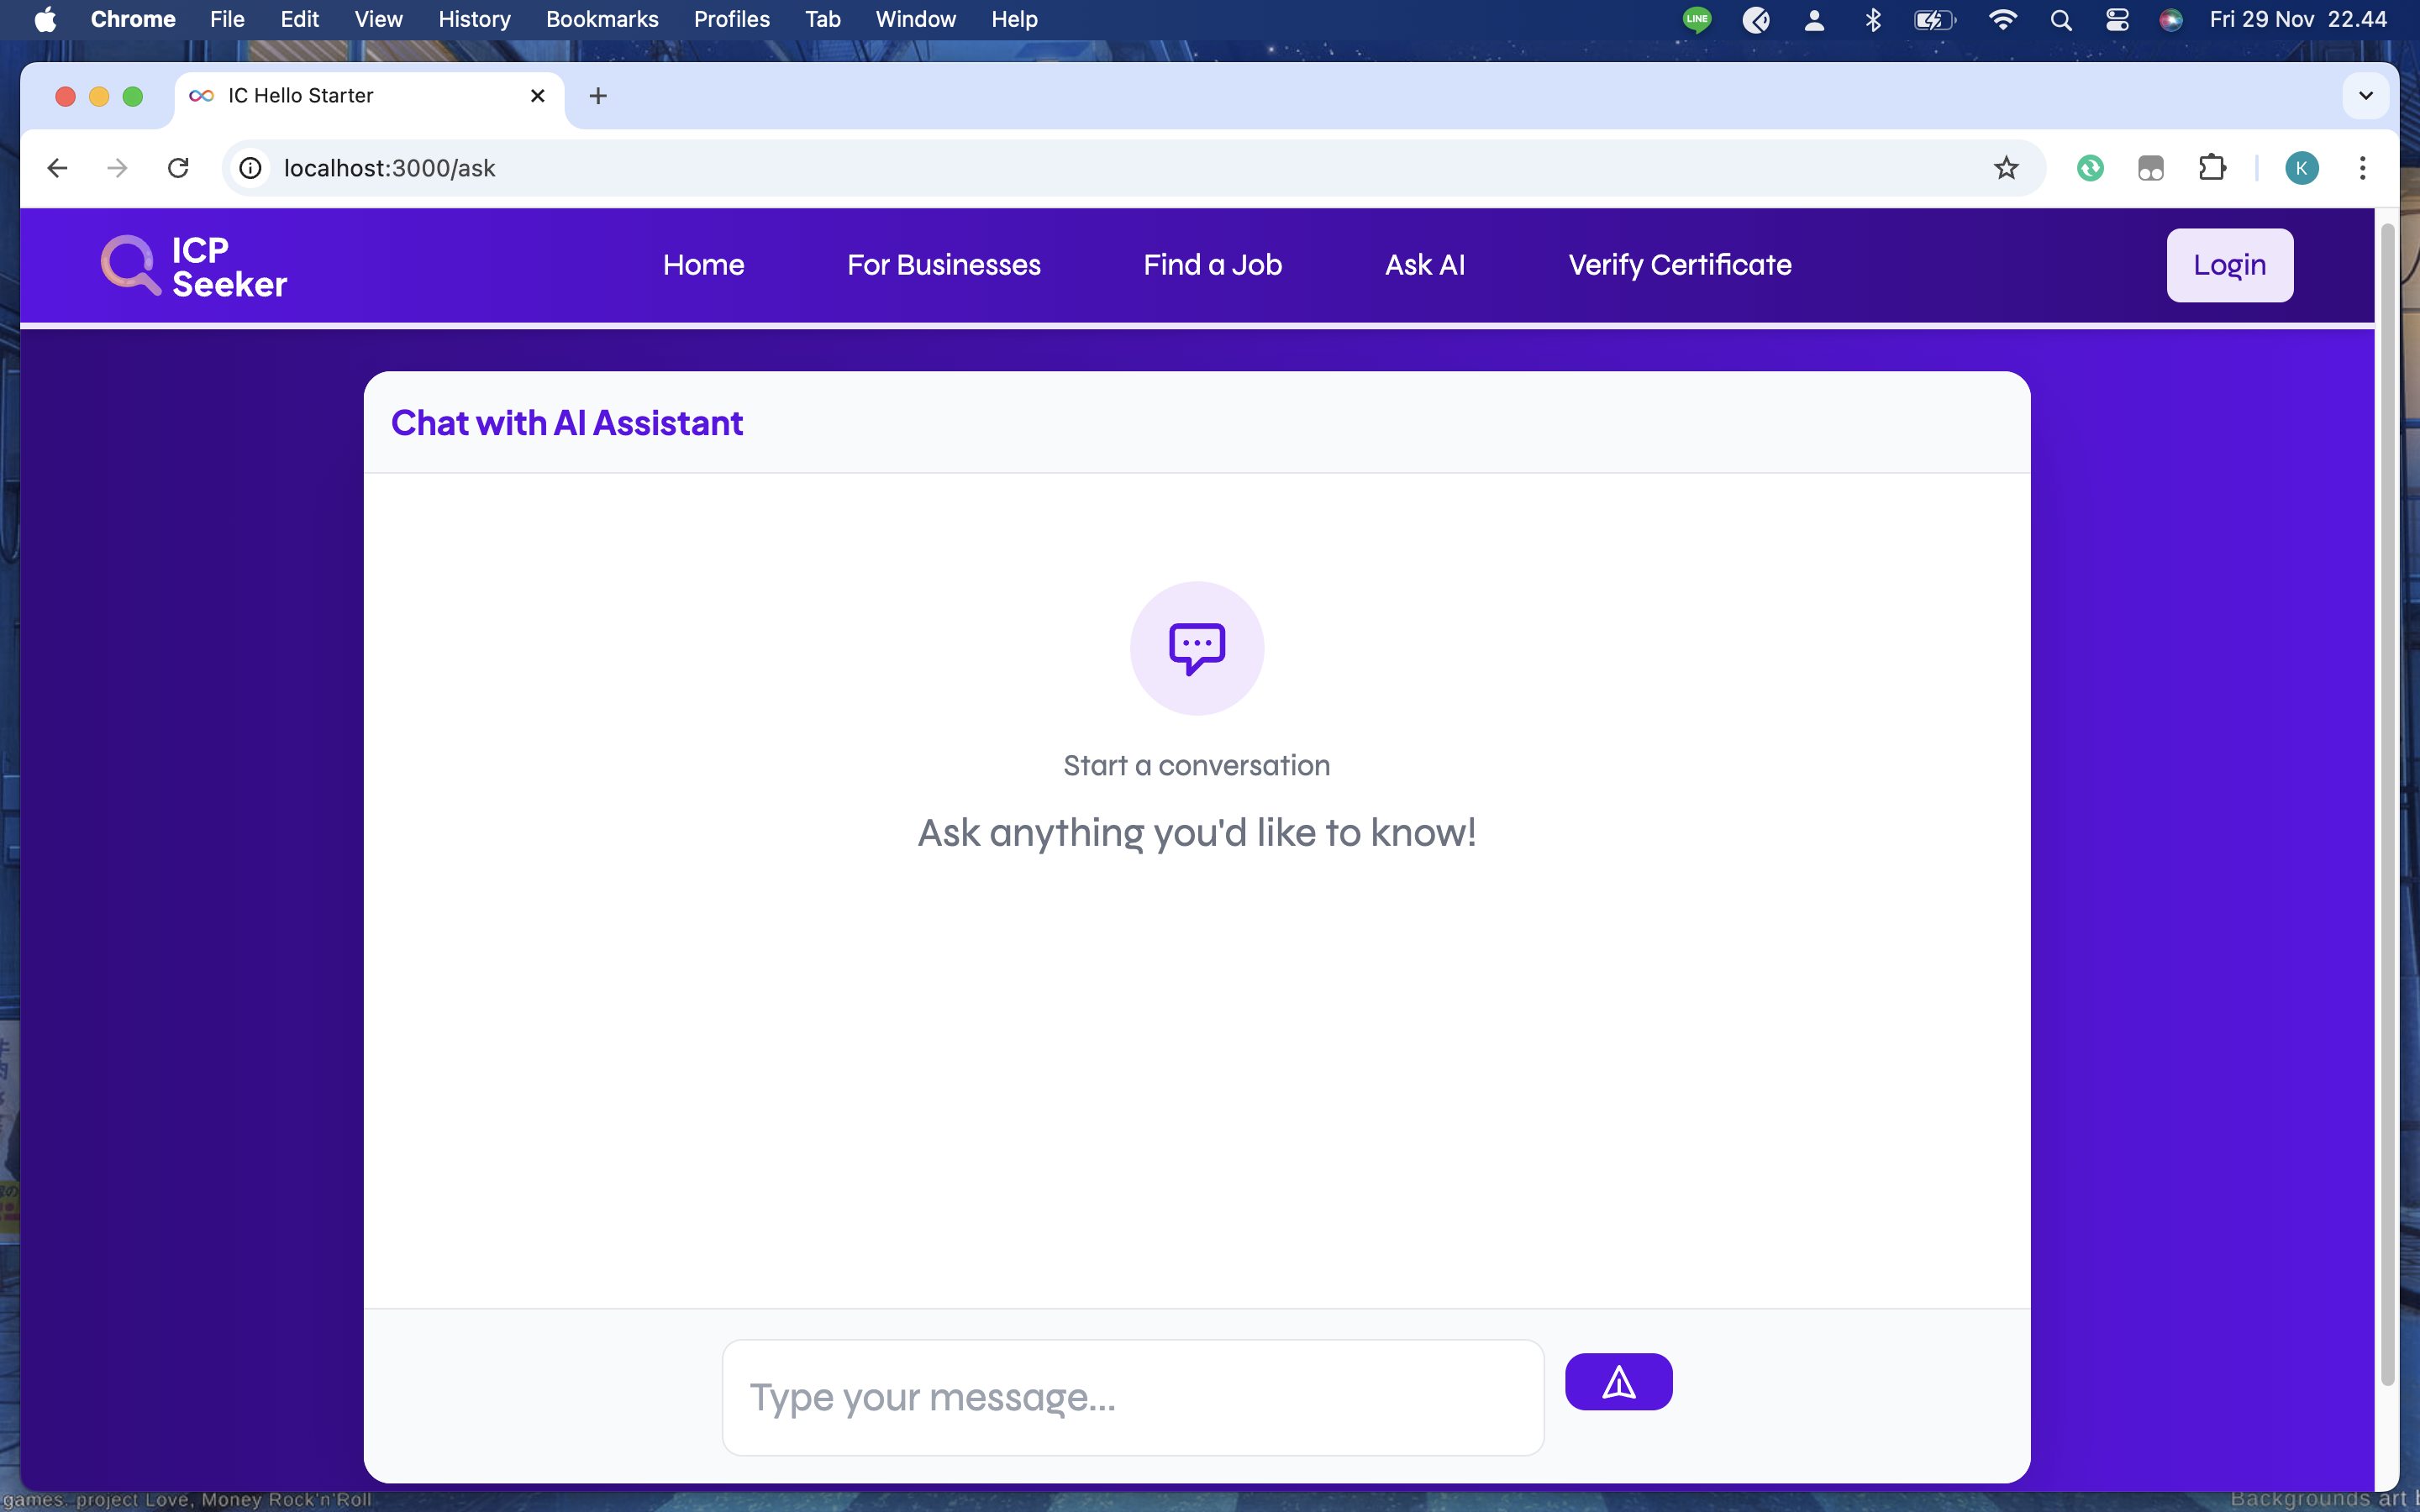 Chrome File Edit View History Bookmarks Profiles Tab Window Help LINE Fri 29 Nov 22.44
IC Hello Starter
localhost:3000/ask K
ICP
Seeker
Home For Businesses Find a Job Ask AI Verify Certificate Login
Chat with AI Assistant
Start a conversation
Ask anything you'd like to know!
Type your message...
games. project Love, Money Rock'n'Roll Backgrounds art